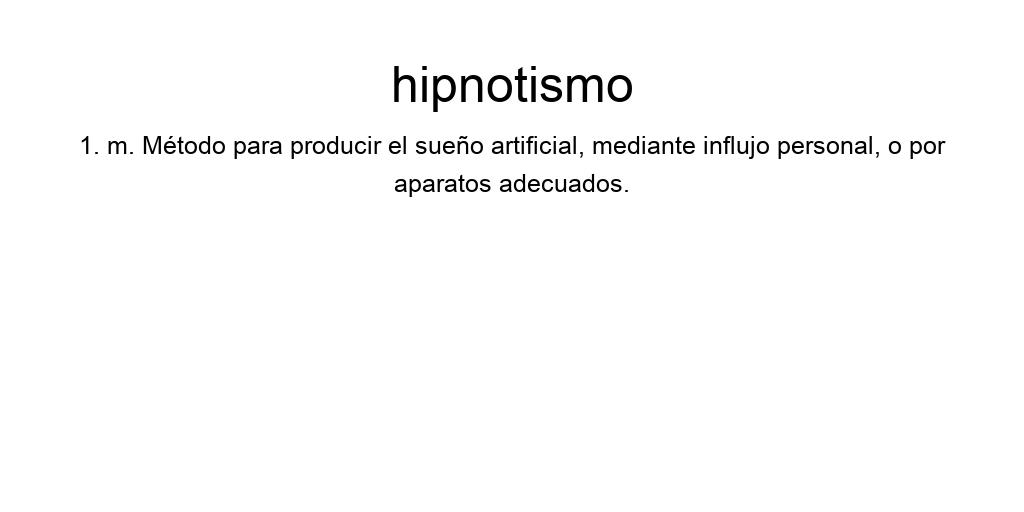 hipnotismo
1. m. Método para producir el sueño artificial, mediante influjo personal, o por
aparatos adecuados.